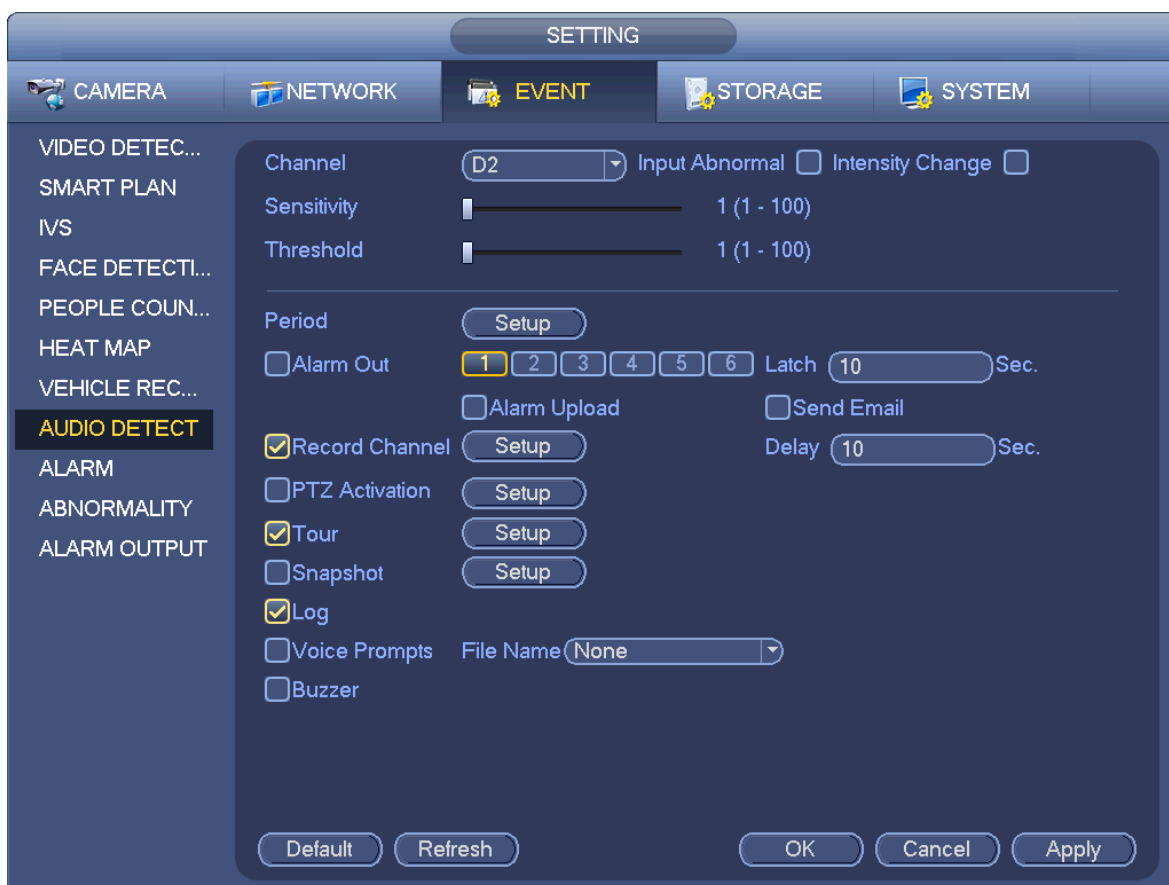 SETTING
CAMERA NETWORK EVENT STORAGE SYSTEM
VIDEO DETEC...
SMART PLAN
IVS
FACE DETECTI...
PEOPLE COUN...
HEAT MAP
VEHICLE REC...
AUDIO DETECT
ALARM
ABNORMALITY
ALARM OUTPUT
Channel D2 Input Abnormal Intensity Change
Sensitivity 1 (1 - 100)
Threshold 1 (1 - 100)
Period Setup
Alarm Out 1 2 3 4 5 6 Latch 10 Sec.
Alarm Upload Send Email
Record Channel Setup Delay 10 Sec.
PTZ Activation Setup
Tour Setup
Snapshot Setup
Log
Voice Prompts File Name None
Buzzer
Default Refresh OK Cancel Apply